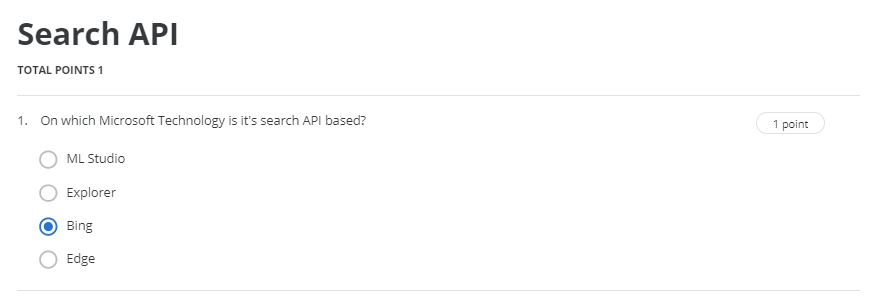 Search API
TOTAL POINTS 1
1. On which Microsoft Technology is it's search API based?
1 point
ML Studio
Explorer
Bing
Edge